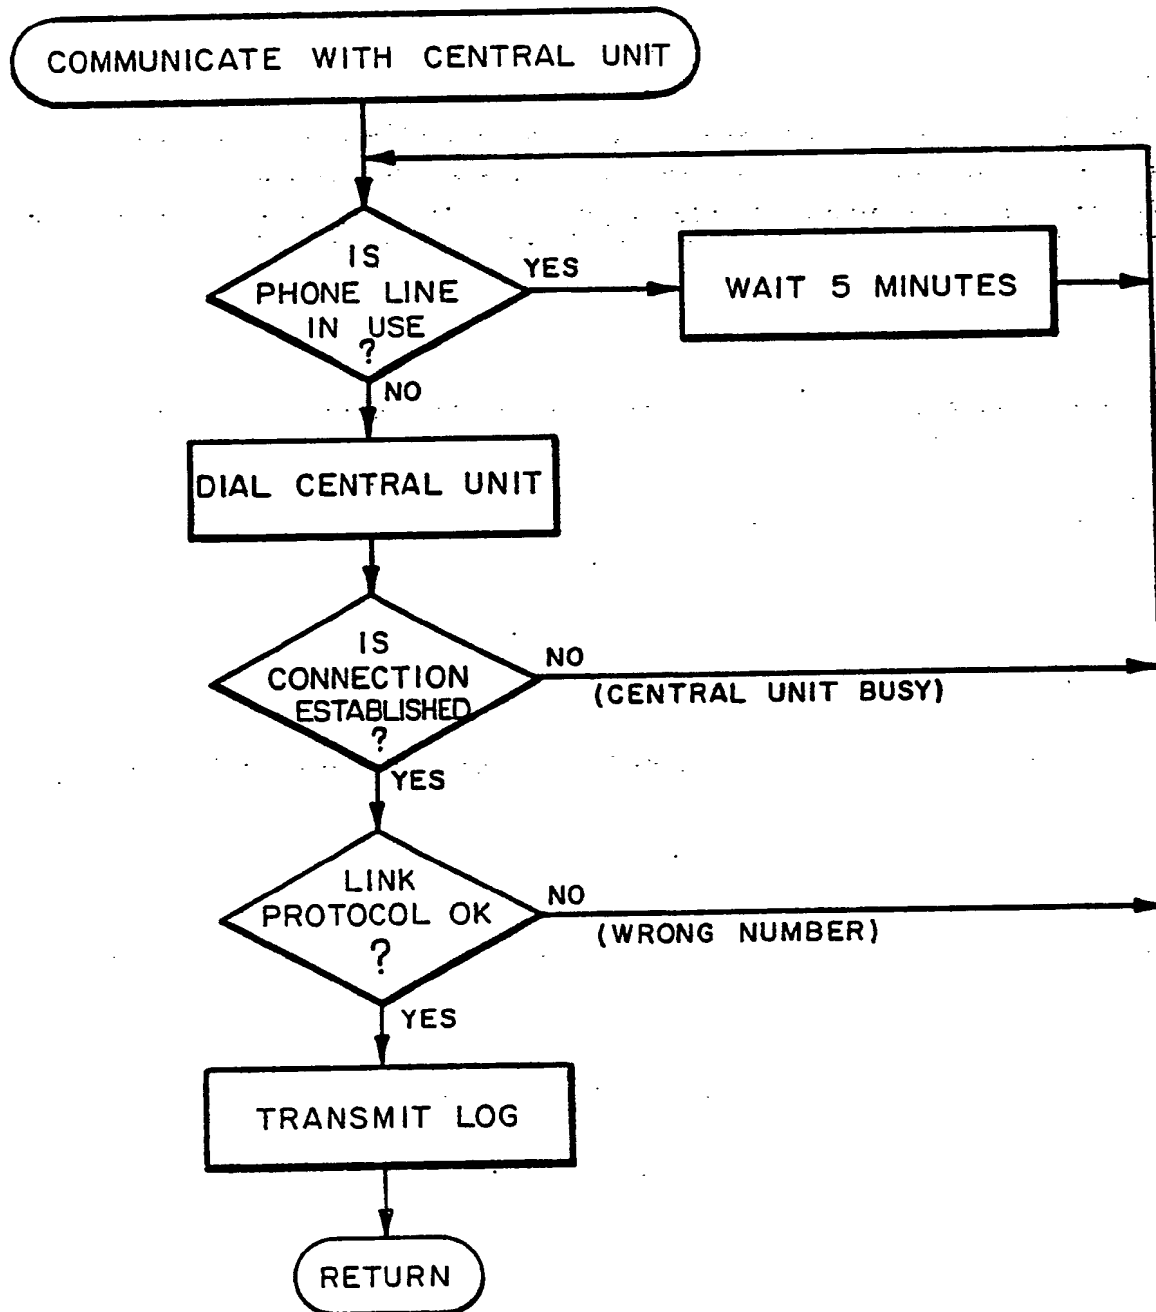 COMMUNICATE WITH CENTRAL UNIT
IS
PHONE LINE
IN USE
?
YES
WAIT 5 MINUTES
NO
DIAL CENTRAL UNIT
IS
CONNECTION
ESTABLISHED
?
NO
(CENTRAL UNIT BUSY)
YES
LINK
PROTOCOL OK
?
NO
(WRONG NUMBER)
YES
TRANSMIT LOG
RETURN